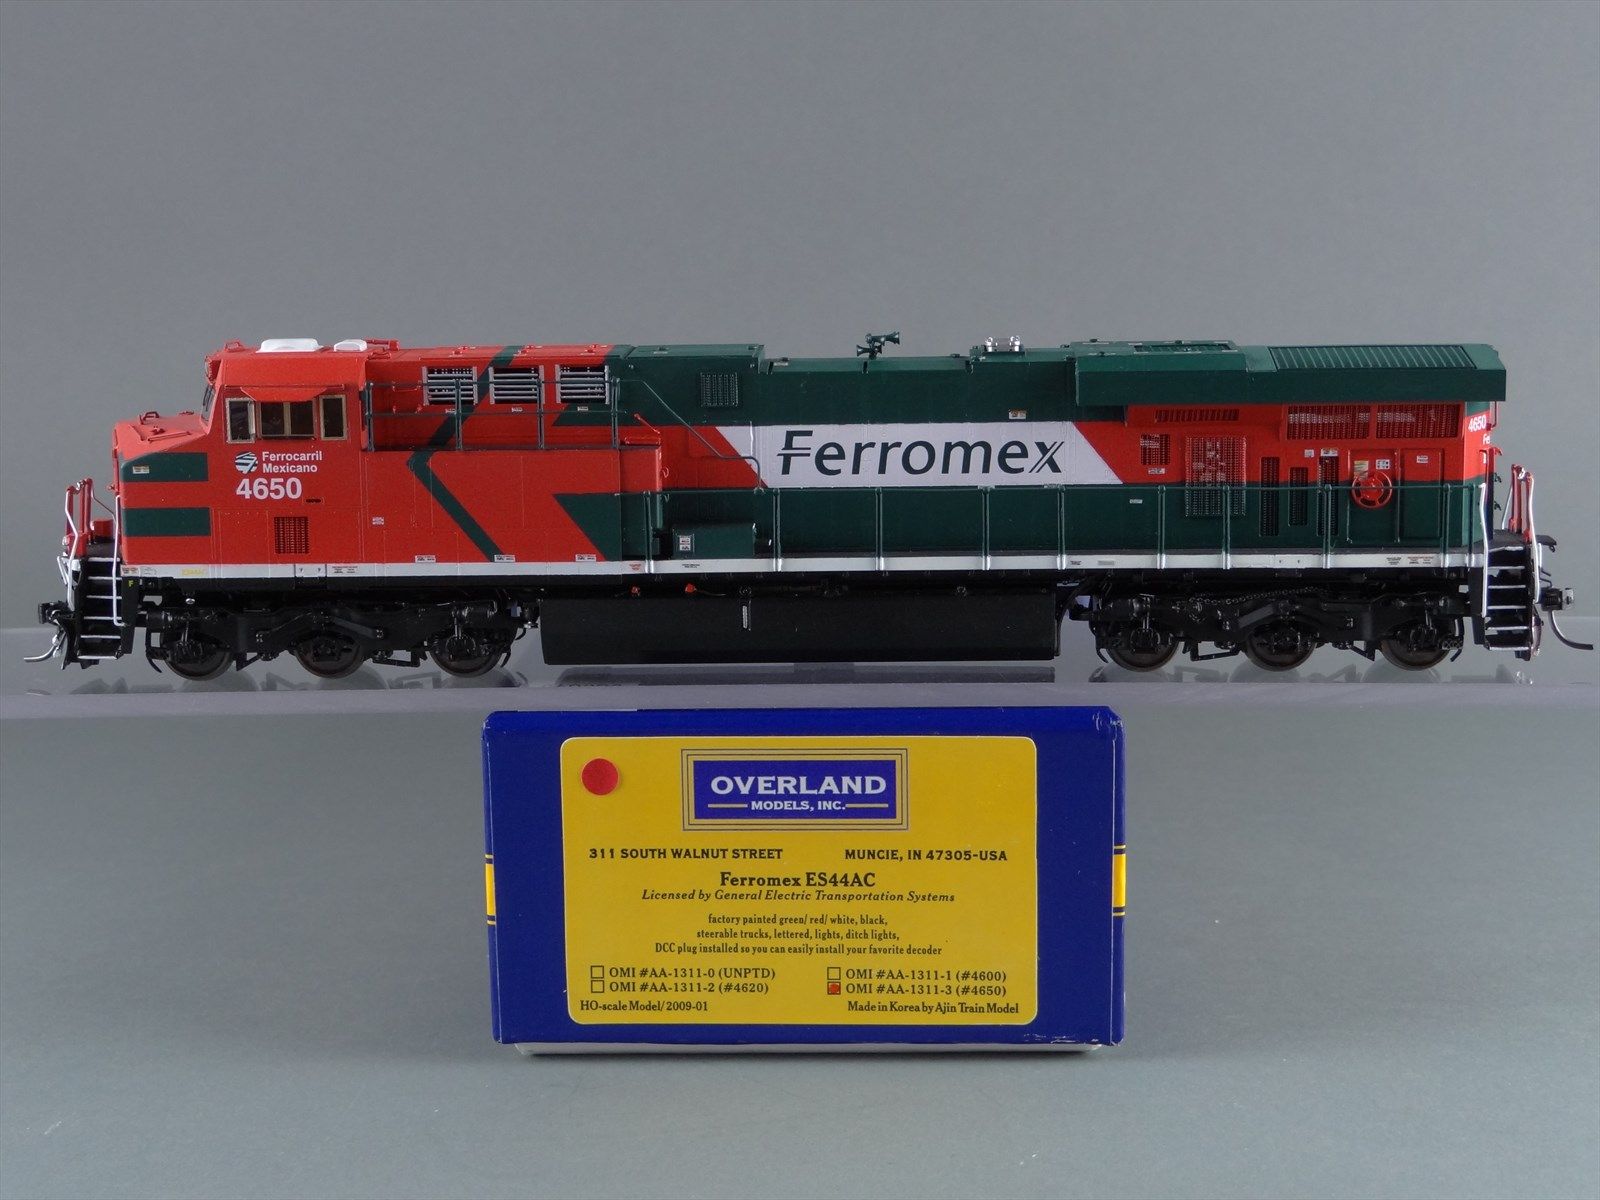 Ferrocarril
Mexicano
4650
Ferromex
4650
F
OVERLAND
MODELS, INC.
311 SOUTH WALNUT STREET MUNCIE, IN 47305-USA
Ferromex ES44AC
Licensed by General Electric Transportation Systems
factory painted green/ red/ white, black,
steerable trucks, lettered, lights, ditch lights,
DCC plug installed so you can easily install your favorite decoder
OMI #AA-1311-0 (UNPTD) OMI #AA-1311-1 (#4600)
OMI #AA-1311-2 (#4620) OMI #AA-1311-3 (#4650)
HO-scale Model/ 2009-01 Made in Korea by Ajin Train Model